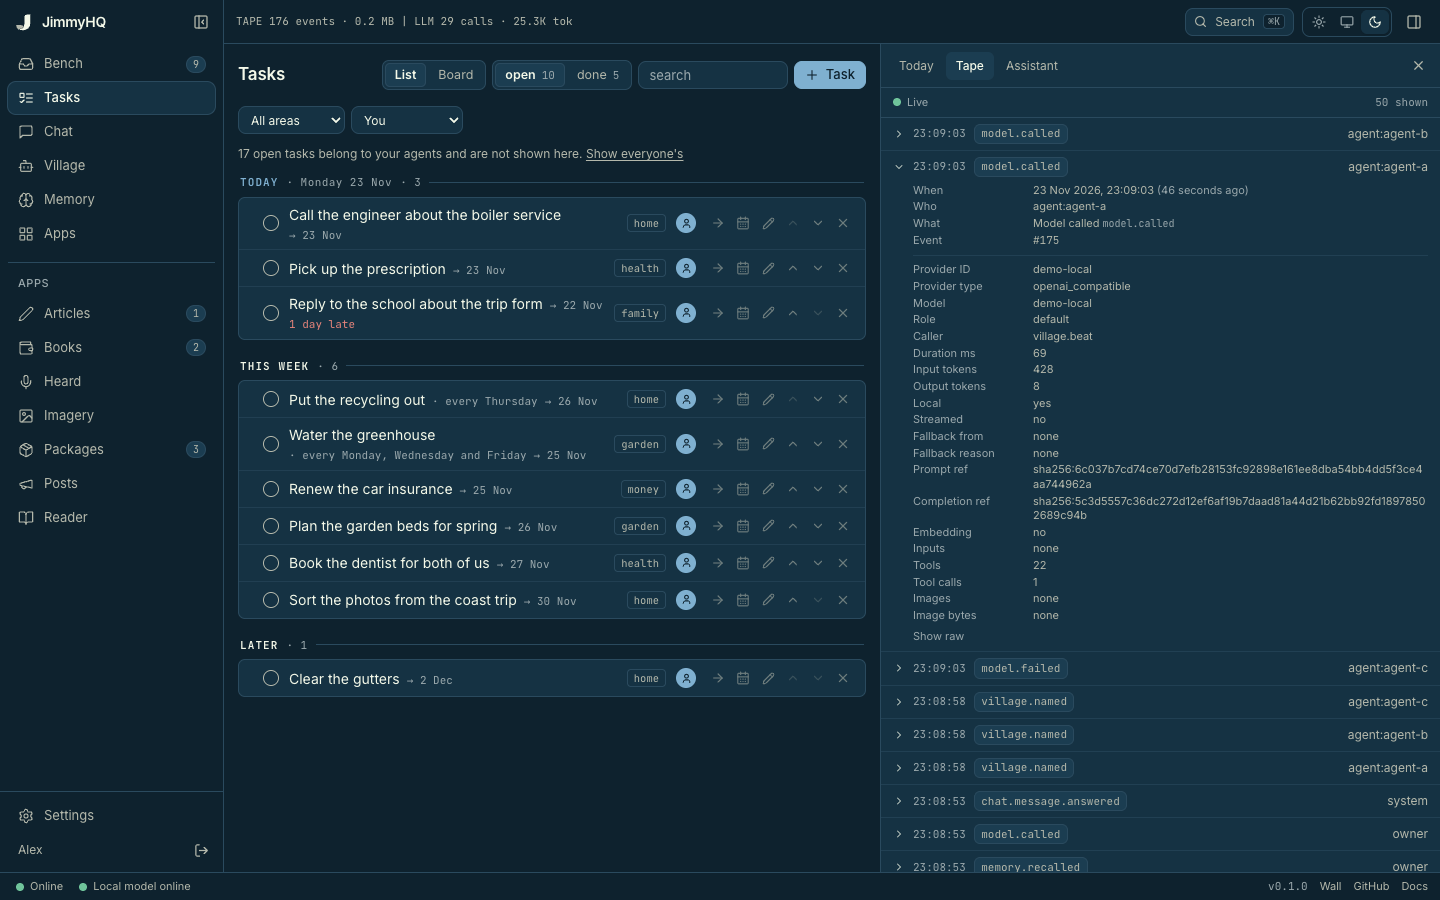 JimmyHQ
Bench 9
Tasks
Chat
Village
Memory
Apps
APPS
Articles 1
Books 2
Heard
Imagery
Packages 3
Posts
Reader
Settings
Alex
TAPE 176 events · 0.2 MB | LLM 29 calls · 25.3K tok
Search ⌘K
Tasks List Board open 10 done 5 search + Task
All areas You
17 open tasks belong to your agents and are not shown here. Show everyone's
TODAY · Monday 23 Nov · 3
Call the engineer about the boiler service home
→ 23 Nov
Pick up the prescription → 23 Nov health
Reply to the school about the trip form → 22 Nov family
1 day late
THIS WEEK · 6
Put the recycling out · every Thursday → 26 Nov home
Water the greenhouse garden
· every Monday, Wednesday and Friday → 25 Nov
Renew the car insurance → 25 Nov money
Plan the garden beds for spring → 26 Nov garden
Book the dentist for both of us → 27 Nov health
Sort the photos from the coast trip → 30 Nov home
LATER · 1
Clear the gutters → 2 Dec home
Today Tape Assistant
Live 50 shown
23:09:03 model.called agent:agent-b
23:09:03 model.called agent:agent-a
When 23 Nov 2026, 23:09:03 (46 seconds ago)
Who agent:agent-a
What Model called model.called
Event #175
Provider ID demo-local
Provider type openai_compatible
Model demo-local
Role default
Caller village.beat
Duration ms 69
Input tokens 428
Output tokens 8
Local yes
Streamed no
Fallback from none
Fallback reason none
Prompt ref sha256:6c037b7cd74ce70d7efb28153fc92898e161ee8dba54bb4dd5f3ce4
aa744962a
Completion ref sha256:5c3d5557c36dc272d12ef6af19b7daad81a44d21b62bb92fd1897850
2689c94b
Embedding no
Inputs none
Tools 22
Tool calls 1
Images none
Image bytes none
Show raw
23:09:03 model.failed agent:agent-c
23:08:58 village.named agent:agent-c
23:08:58 village.named agent:agent-b
23:08:58 village.named agent:agent-a
23:08:53 chat.message.answered system
23:08:53 model.called owner
23:08:53 memory.recalled owner
Online Local model online
v0.1.0 Wall GitHub Docs